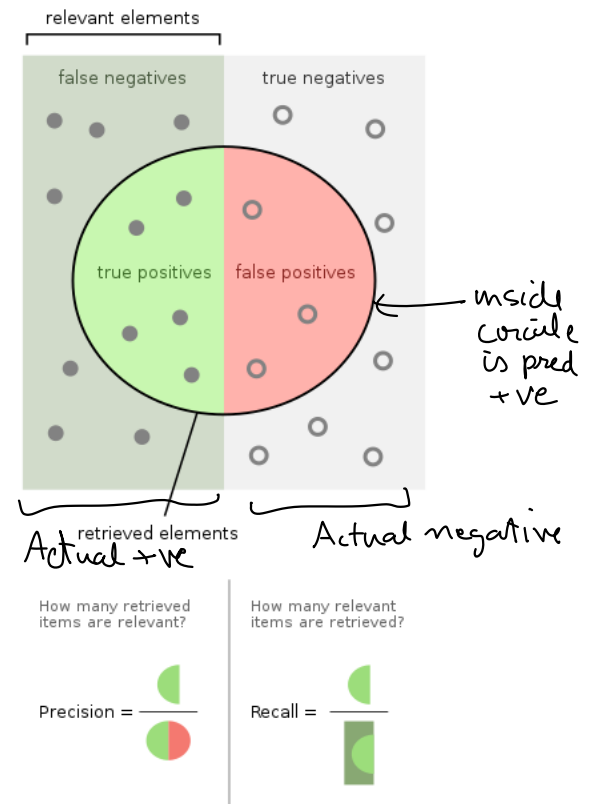 relevant elements
false negatives
true negatives
true positives
false positives
inside
circule
is pred
+ve
retrieved elements
Actual +ve
Actual negative
How many retrieved
items are relevant?
Precision =
How many relevant
items are retrieved?
Recall =